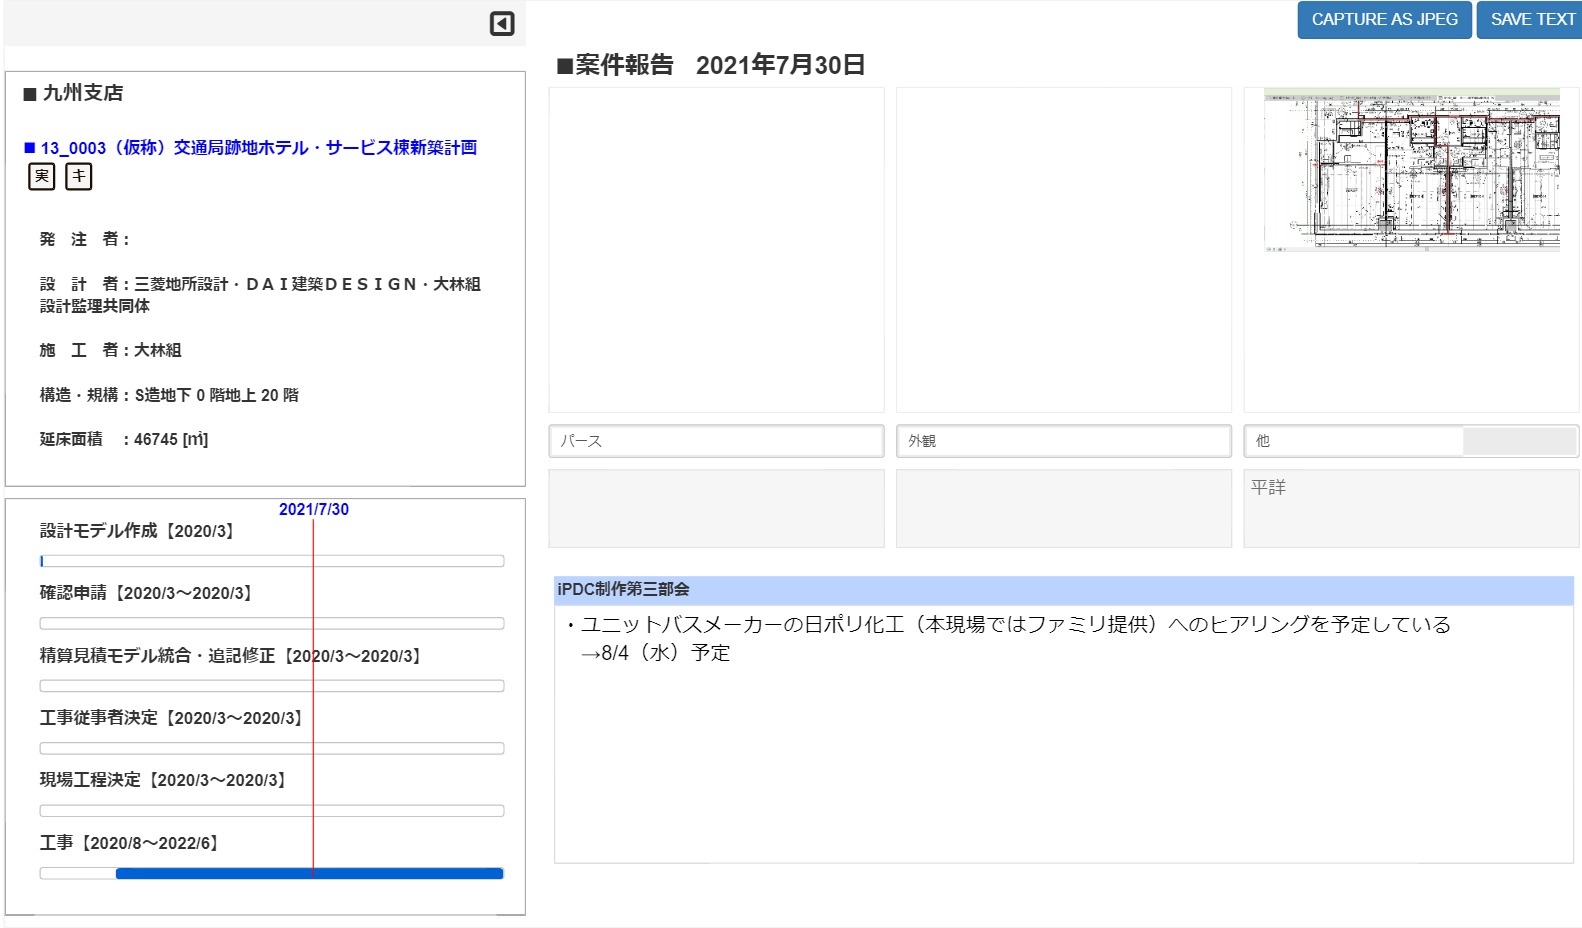 CAPTURE AS JPEG
SAVE TEXT
■ 九州支店
■ 13_0003（仮称）交通局跡地ホテル・サービス棟新築計画
実 キ
発　注　者：
設　計　者：三菱地所設計・ＤＡＩ建築ＤＥＳＩＧＮ・大林組
設計監理共同体
施　工　者：大林組
構造・規構：S造地下 0 階地上 20 階
延床面積　：46745 [㎡]
2021/7/30
設計モデル作成【2020/3】
確認申請【2020/3～2020/3】
精算見積モデル統合・追記修正【2020/3～2020/3】
工事従事者決定【2020/3～2020/3】
現場工程決定【2020/3～2020/3】
工事【2020/8～2022/6】
■案件報告　2021年7月30日
パース
外観
他
平詳
iPDC制作第三部会
・ユニットバスメーカーの日ポリ化工（本現場ではファミリ提供）へのヒアリングを予定している
→8/4（水）予定